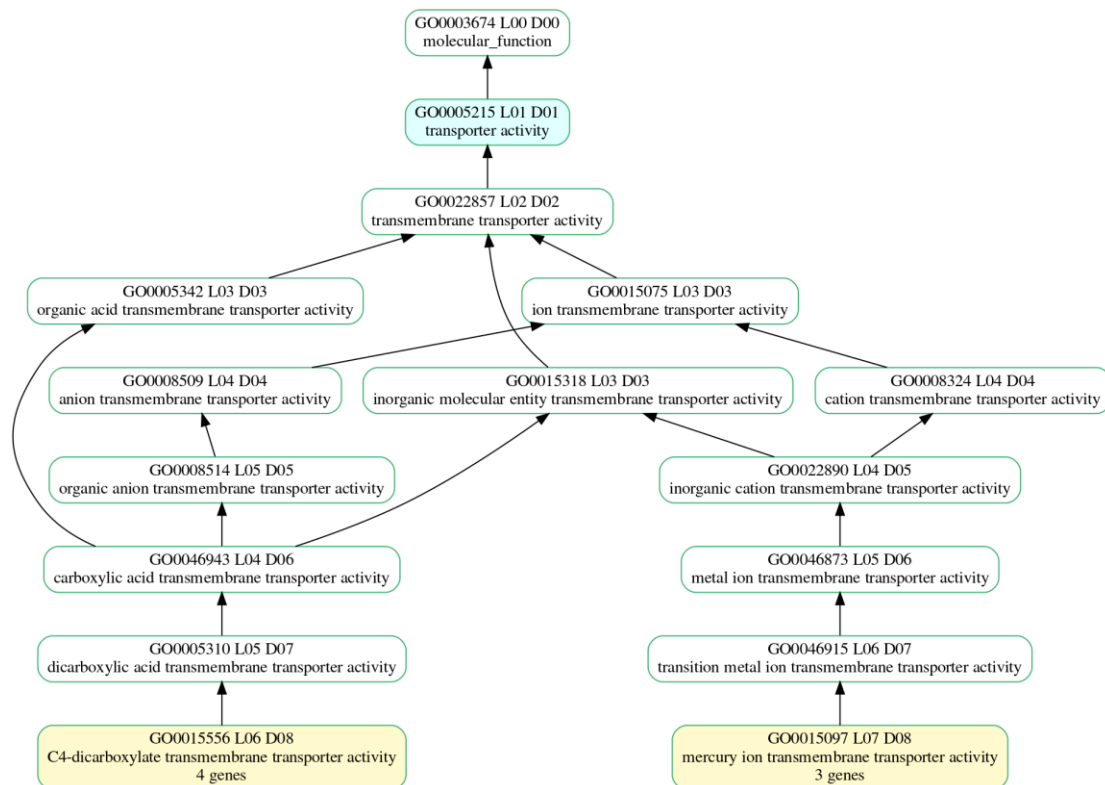 GO0003674 L00 D00
molecular_function
GO0005215 L01 D01
transporter activity
GO0022857 L02 D02
transmembrane transporter activity
GO0005342 L03 D03
organic acid transmembrane transporter activity
GO0015075 L03 D03
ion transmembrane transporter activity
GO0008509 L04 D04
anion transmembrane transporter activity
GO0015318 L03 D03
inorganic molecular entity transmembrane transporter activity
GO0008324 L04 D04
cation transmembrane transporter activity
GO0008514 L05 D05
organic anion transmembrane transporter activity
GO0022890 L04 D05
inorganic cation transmembrane transporter activity
GO0046943 L04 D06
carboxylic acid transmembrane transporter activity
GO0046873 L05 D06
metal ion transmembrane transporter activity
GO0005310 L05 D07
dicarboxylic acid transmembrane transporter activity
GO0046915 L06 D07
transition metal ion transmembrane transporter activity
GO0015556 L06 D08
C4-dicarboxylate transmembrane transporter activity
4 genes
GO0015097 L07 D08
mercury ion transmembrane transporter activity
3 genes